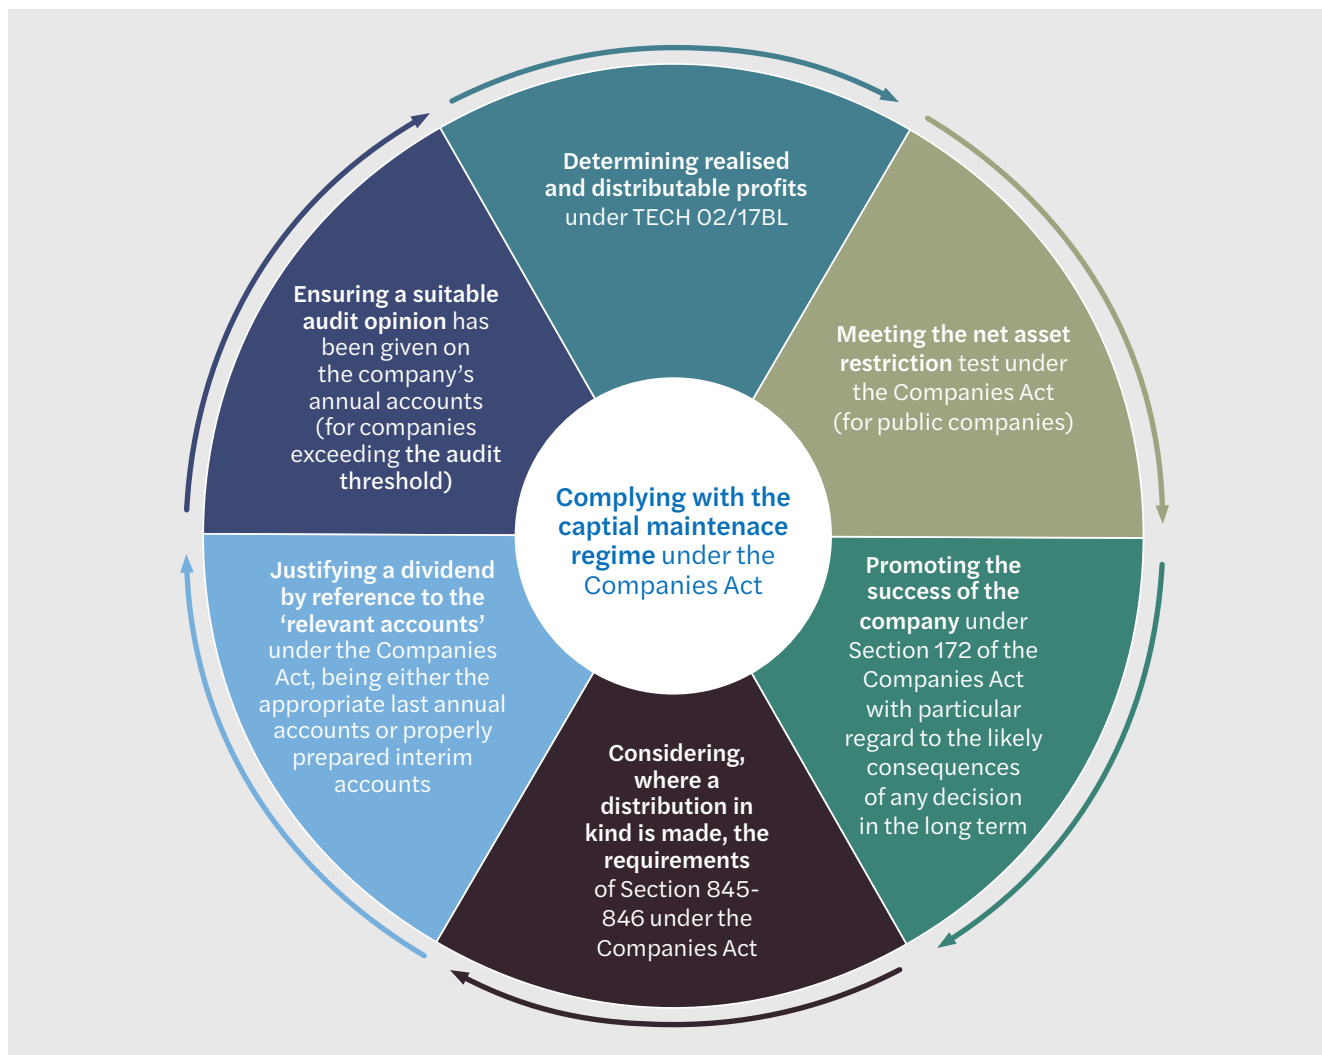 Determining realised
and distributable profits
under TECH 02/17BL
Meeting the net asset
restriction test under
the Companies Act
(for public companies)
Promoting the
success of the
company under
Section 172 of the
Companies Act
with particular
regard to the likely
consequences
of any decision
in the long term
Considering,
where a
distribution in
kind is made, the
requirements
of Section 845-
846 under the
Companies Act
Justifying a dividend
by reference to the
‘relevant accounts’
under the Companies
Act, being either the
appropriate last annual
accounts or properly
prepared interim
accounts
Ensuring a suitable
audit opinion has
been given on
the company’s
annual accounts
(for companies
exceeding the audit
threshold)
Complying with the
captial maintenace
regime under the
Companies Act